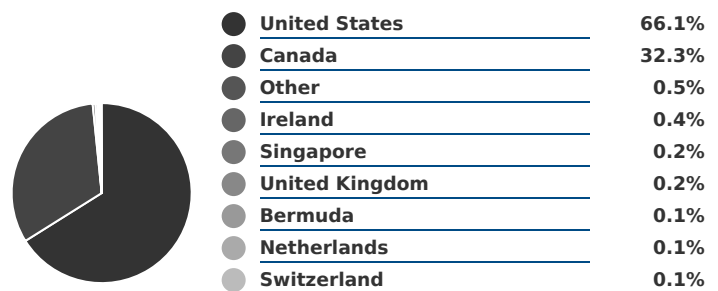 United States 66.1%
Canada 32.3%
Other 0.5%
Ireland 0.4%
Singapore 0.2%
United Kingdom 0.2%
Bermuda 0.1%
Netherlands 0.1%
Switzerland 0.1%